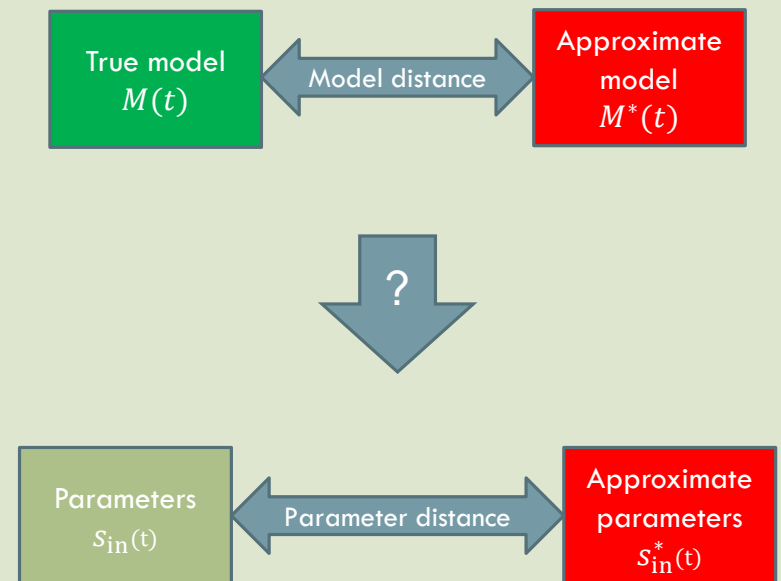 True model
M(t)
Model distance
Approximate
model
M*(t)
?
Parameters
s_in(t)
Parameter distance
Approximate
parameters
s*_in(t)